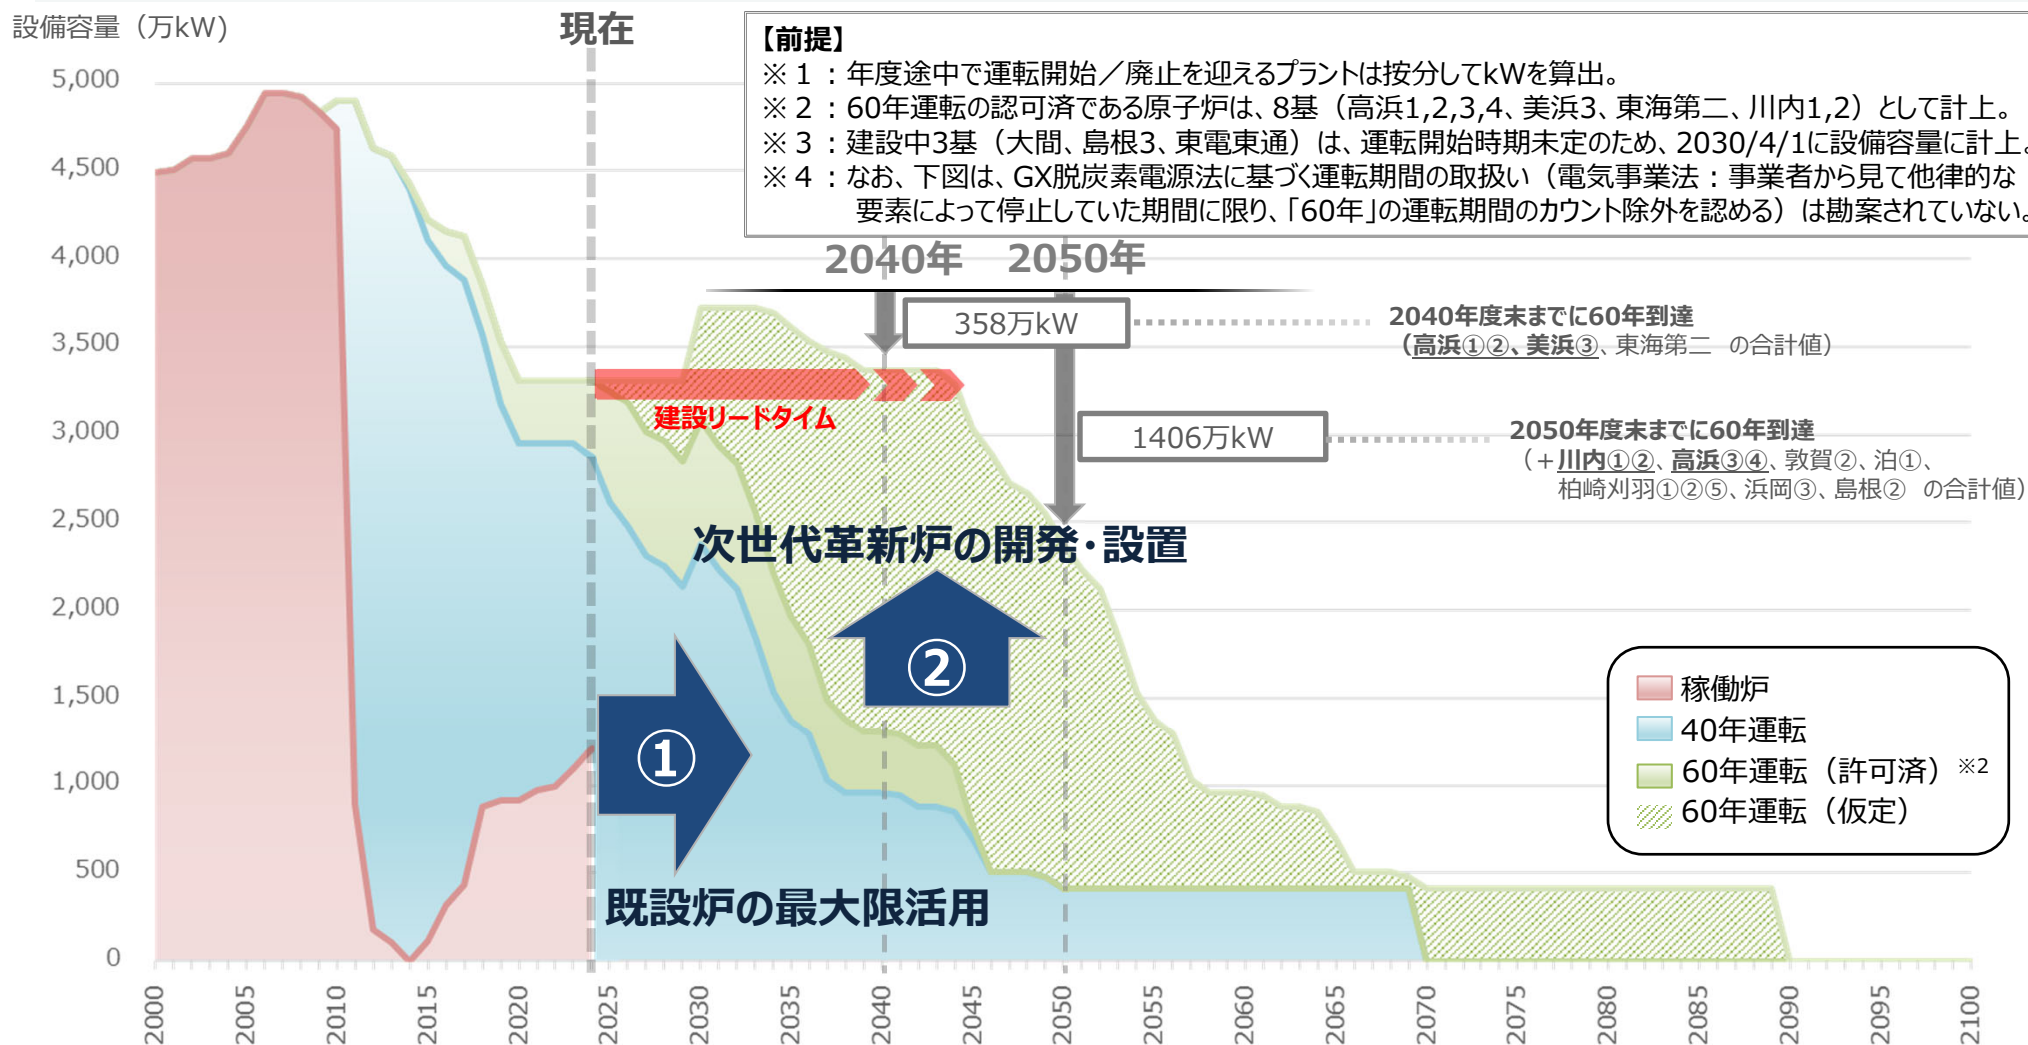 設備容量（万kW)
現在
【前提】
※１：年度途中で運転開始／廃止を迎えるプラントは按分してkWを算出。
※２：60年運転の認可済である原子炉は、8基（高浜1,2,3,4、美浜3、東海第二、川内1,2）として計上。
※３：建設中3基（大間、島根3、東電東通）は、運転開始時期未定のため、2030/4/1に設備容量に計上。
※４：なお、下図は、GX脱炭素電源法に基づく運転期間の取扱い（電気事業法：事業者から見て他律的な
要素によって停止していた期間に限り、「60年」の運転期間のカウント除外を認める）は勘案されていない。
5,000
4,500
4,000
3,500
3,000
2,500
2,000
1,500
1,000
500
0
2040年
2050年
358万kW
2040年度末までに60年到達
（高浜①②、美浜③、東海第二 の合計値）
建設リードタイム
1406万kW
2050年度末までに60年到達
（＋川内①②、高浜③④、敦賀②、泊①、
柏崎刈羽①②⑤、浜岡③、島根② の合計値）
次世代革新炉の開発・設置
②
①
既設炉の最大限活用
稼働炉
40年運転
60年運転（許可済）※2
60年運転（仮定）
2000
2005
2010
2015
2020
2025
2030
2035
2040
2045
2050
2055
2060
2065
2070
2075
2080
2085
2090
2095
2100